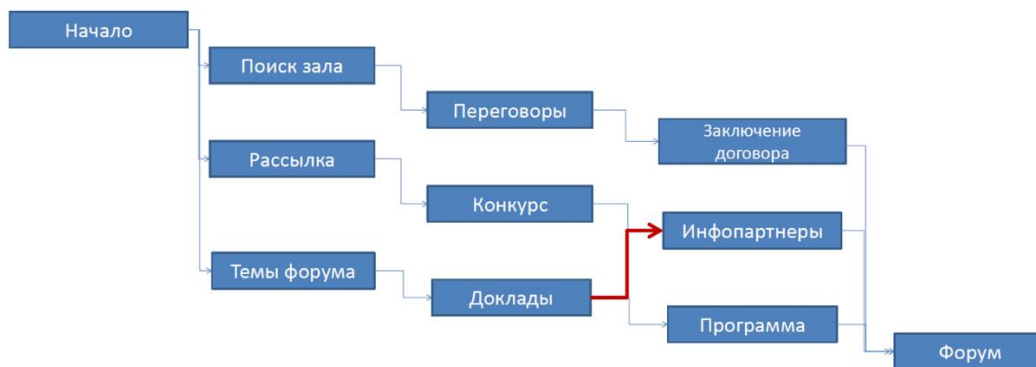 Начало
Поиск зала
Переговоры
Заключение
договора
Рассылка
Конкурс
Инфопартнеры
Темы форума
Доклады
Программа
Форум